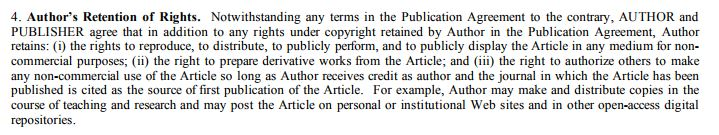 4. Author's Retention of Rights.  Notwithstanding any terms in the Publication Agreement to the contrary, AUTHOR and
PUBLISHER agree that in addition to any rights under copyright retained by Author in the Publication Agreement, Author
retains: (i) the rights to reproduce, to distribute, to publicly perform, and to publicly display the Article in any medium for non-
commercial purposes; (ii) the right to prepare derivative works from the Article; and (iii) the right to authorize others to make
any non-commercial use of the Article so long as Author receives credit as author and the journal in which the Article has been
published is cited as the source of first publication of the Article.  For example, Author may make and distribute copies in the
course of teaching and research and may post the Article on personal or institutional Web sites and in other open-access digital
repositories.